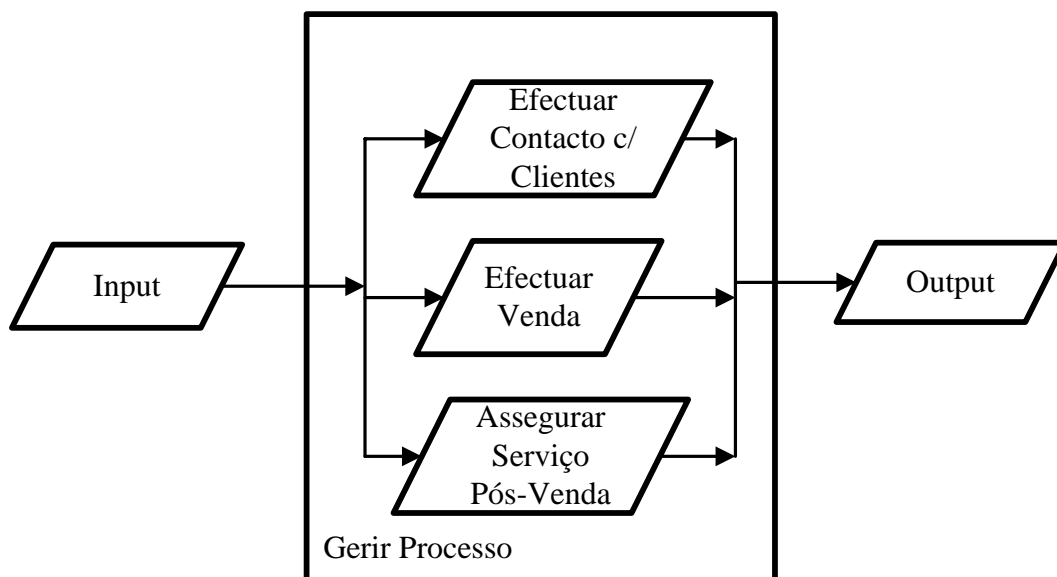 Efectuar
Contacto c/
Clientes
Input
Efectuar
Venda
Output
Assegurar
Serviço
Pós-Venda
Gerir Processo